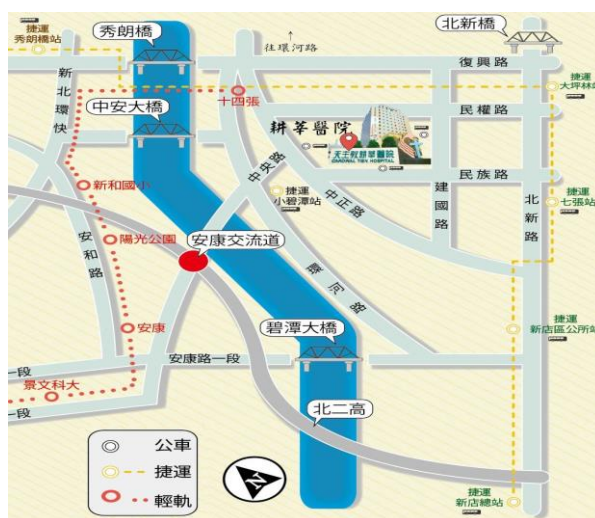 北新橋
捷運
秀朗橋站
秀朗橋
往環河路
復興路
捷運
大坪林站
新北環快
中安大橋
十四張
民權路
耕莘醫院
天主教耕莘醫院
CARDINAL TIEN HOSPITAL
中央路
民族路
新和國小
捷運
小碧潭站
中正路
建國路
北新路
捷運
七張站
安和路
陽光公園
安康交流道
環河路
安康
碧潭大橋
捷運
新店區公所站
一段
安康路一段
景文科大
一段
北二高
公車
捷運
輕軌
N
捷運
新店總站